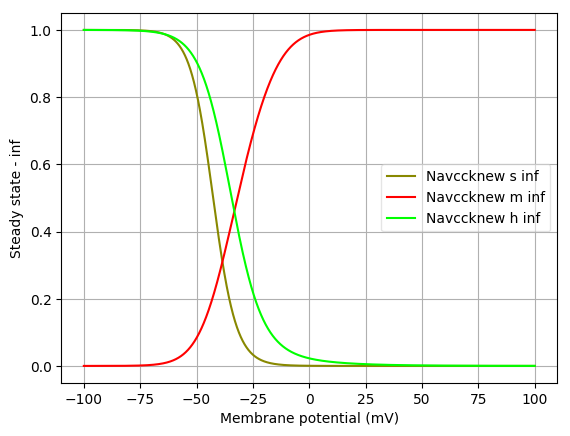 1.0
0.8
0.6
0.4
0.2
0.0
Steady state - inf
Navccknew s inf
Navccknew m inf
Navccknew h inf
−100 −75 −50 −25 0 25 50 75 100
Membrane potential (mV)